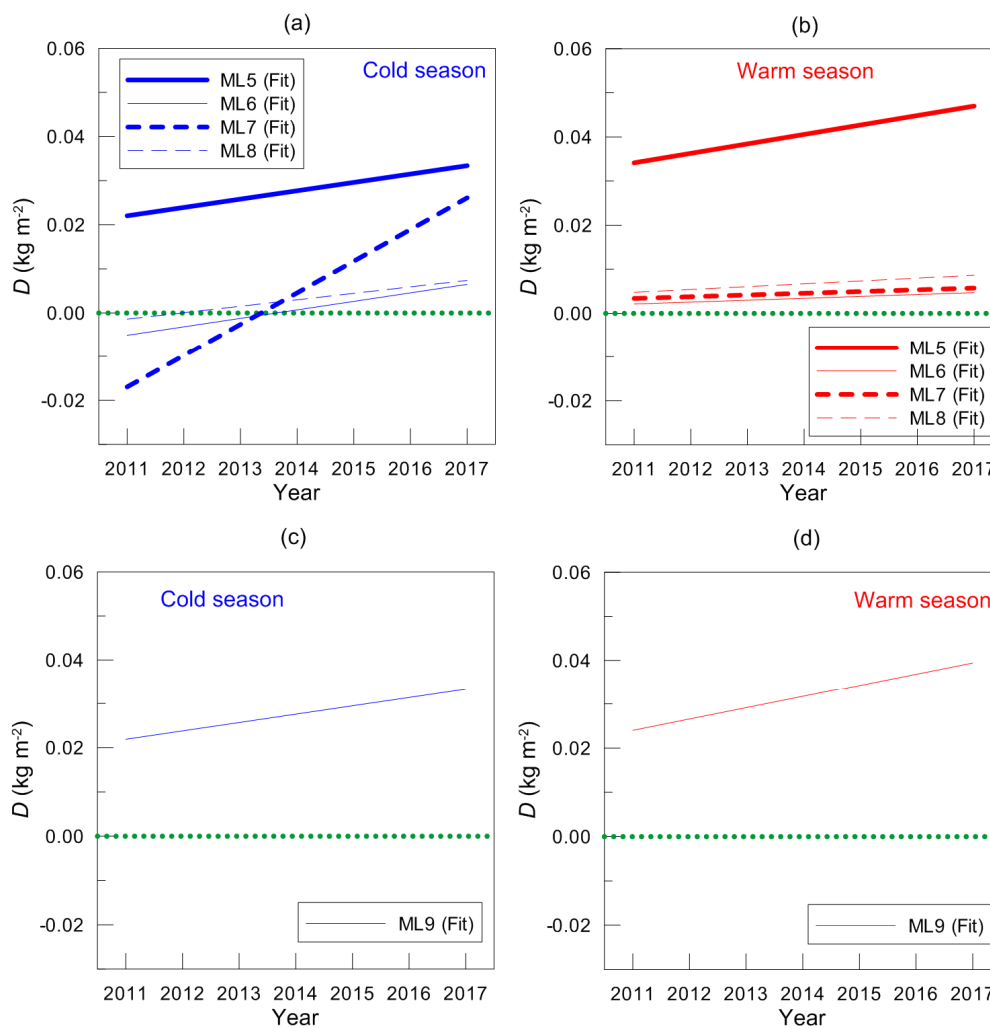 (a)
0.06
0.04
0.02
0.00
-0.02
D (kg m⁻²)
Cold season
ML5 (Fit)
ML6 (Fit)
ML7 (Fit)
ML8 (Fit)
2011 2012 2013 2014 2015 2016 2017
Year
(b)
0.06
0.04
0.02
0.00
-0.02
D (kg m⁻²)
Warm season
ML5 (Fit)
ML6 (Fit)
ML7 (Fit)
ML8 (Fit)
2011 2012 2013 2014 2015 2016 2017
Year
(c)
0.06
0.04
0.02
0.00
-0.02
D (kg m⁻²)
Cold season
ML9 (Fit)
2011 2012 2013 2014 2015 2016 2017
Year
(d)
0.06
0.04
0.02
0.00
-0.02
D (kg m⁻²)
Warm season
ML9 (Fit)
2011 2012 2013 2014 2015 2016 2017
Year